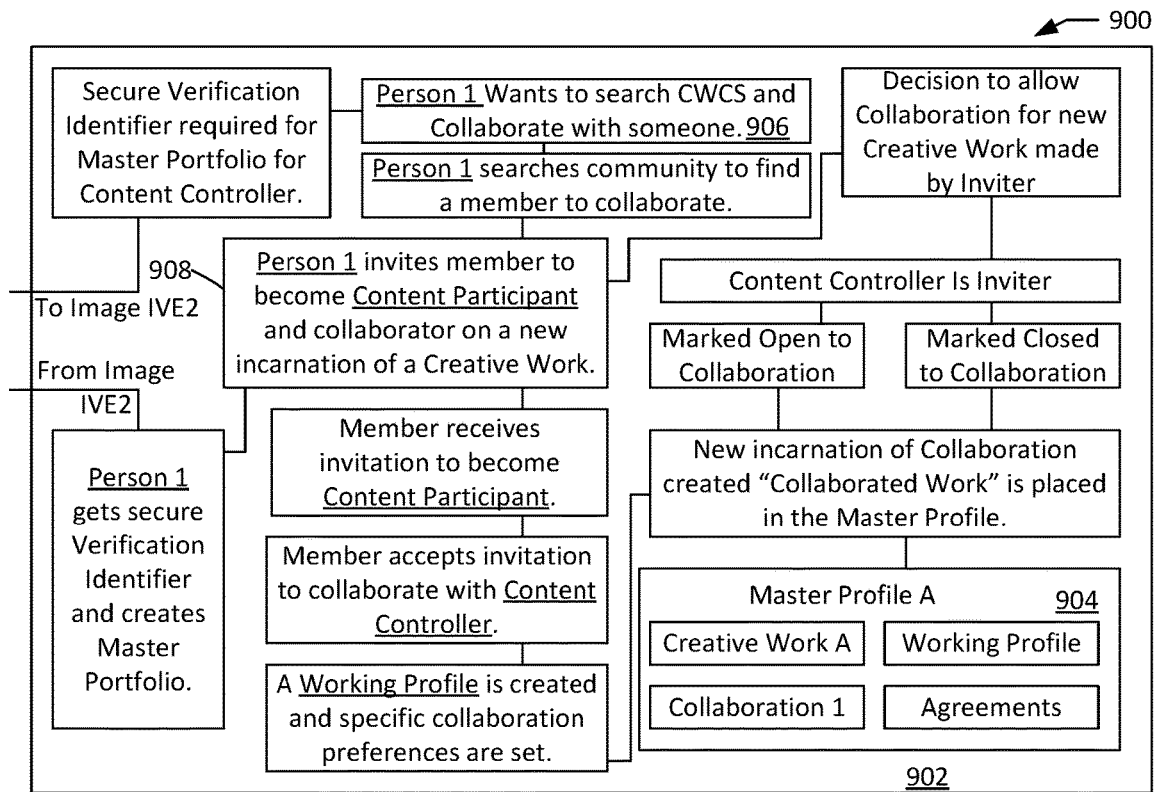 900
Secure Verification
Identifier required for
Master Portfolio for
Content Controller.
Person 1 Wants to search CWCS and
Collaborate with someone. 906
Person 1 searches community to find
a member to collaborate.
Decision to allow
Collaboration for new
Creative Work made
by Inviter
908
Person 1 invites member to
become Content Participant
and collaborator on a new
incarnation of a Creative Work.
To Image IVE2
From Image
IVE2
Content Controller Is Inviter
Marked Open to
Collaboration
Marked Closed
to Collaboration
Person 1
gets secure
Verification
Identifier
and creates
Master
Portfolio.
Member receives
invitation to become
Content Participant.
Member accepts invitation
to collaborate with Content
Controller.
A Working Profile is created
and specific collaboration
preferences are set.
New incarnation of Collaboration
created “Collaborated Work” is placed
in the Master Profile.
Master Profile A
904
Creative Work A
Working Profile
Collaboration 1
Agreements
902